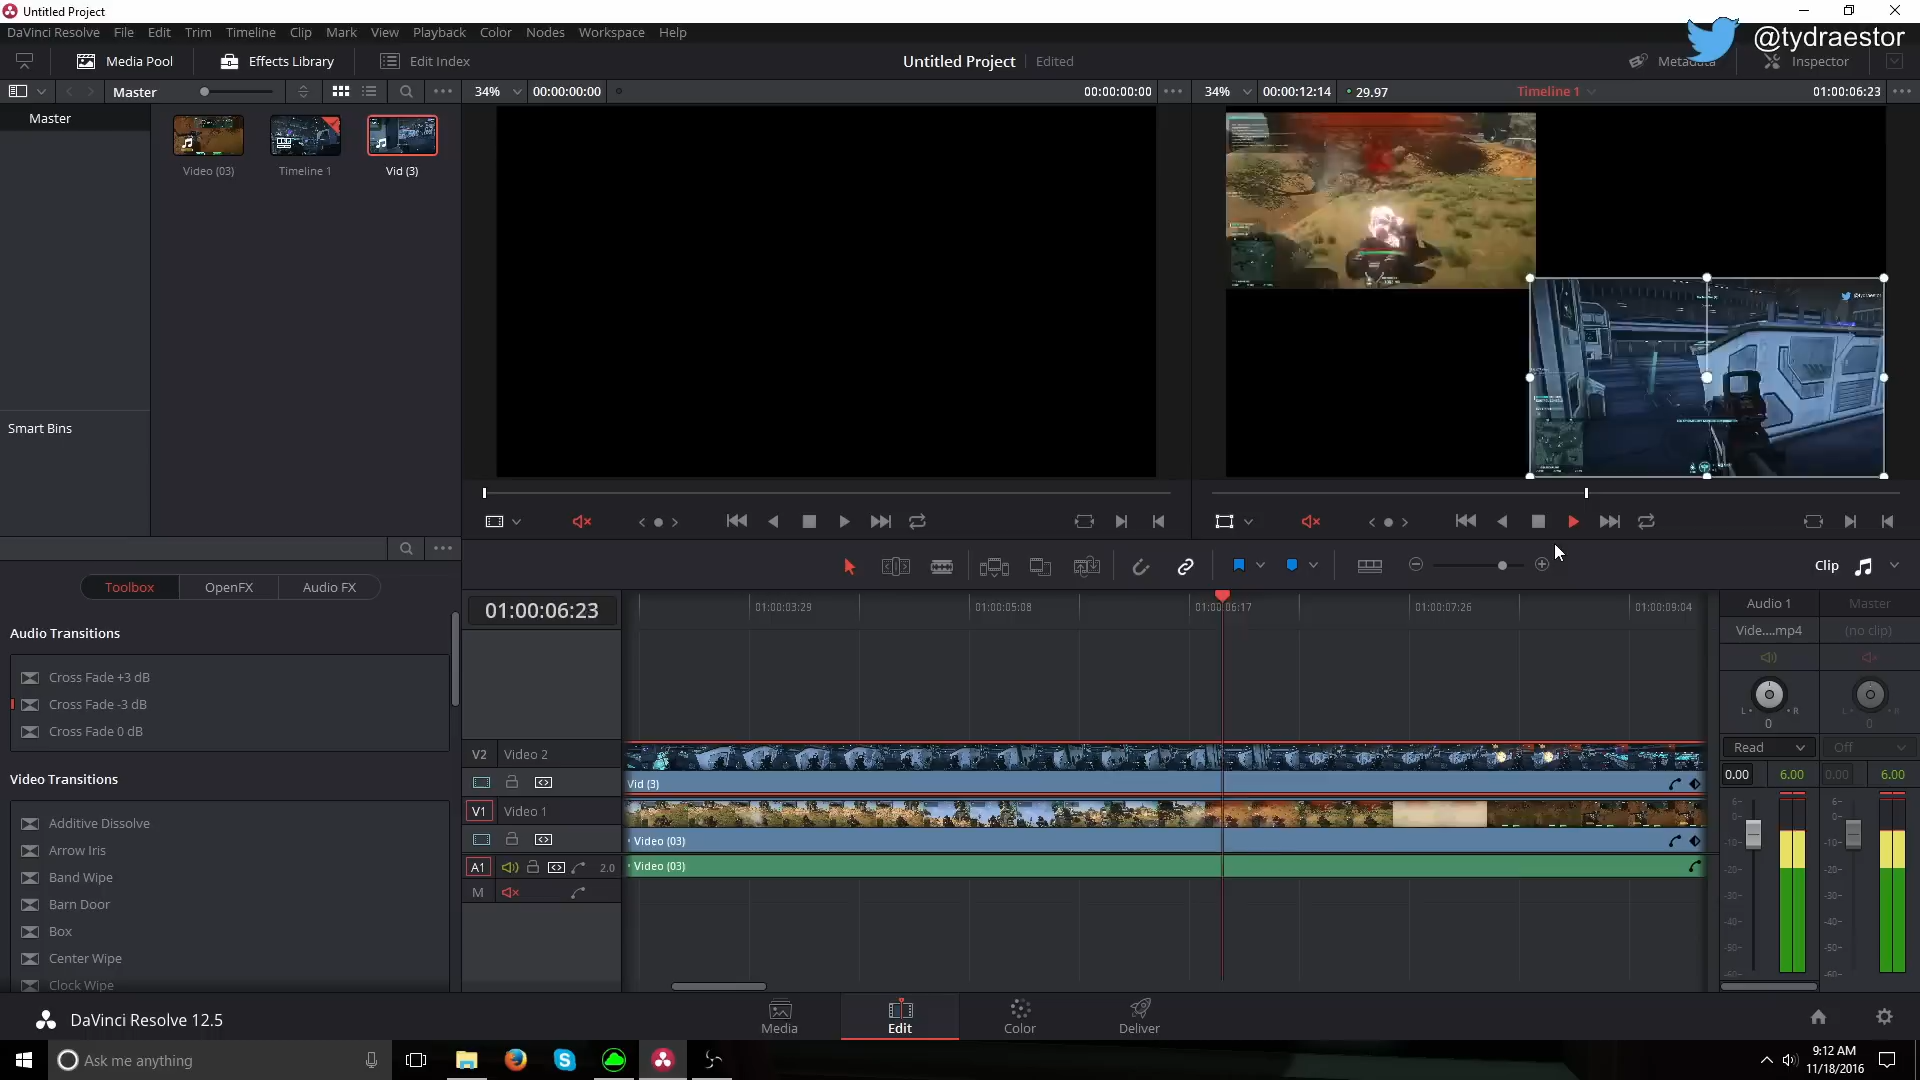 Untitled Project
DaVinci Resolve File Edit Trim Timeline Clip Mark View Playback Color Nodes Workspace Help
@tydraestor
Media Pool Effects Library Edit Index Untitled Project Edited Metadata Inspector
Master 34% 00:00:00:00 00:00:00:00 34% 00:00:12:14 29.97 Timeline 1 01:00:06:23
Master
Video (03) Timeline 1 Vid (3)
Smart Bins
Clip
Toolbox OpenFX Audio FX
01:00:06:23 01:00:03:29 01:00:05:08 01:00:06:17 01:00:07:26 01:00:09:04
Audio 1 Master
Vide....mp4 (no clip)
Audio Transitions
Cross Fade +3 dB
Cross Fade -3 dB
Cross Fade 0 dB
L R L R
0 0
Read Off
V2 Video 2
Vid (3)
0.00 6.00 0.00 6.00
V1 Video 1
Video (03)
A1 2.0 Video (03)
M
Video Transitions
Additive Dissolve
Arrow Iris
Band Wipe
Barn Door
Box
Center Wipe
Clock Wipe
DaVinci Resolve 12.5
Media Edit Color Deliver
Ask me anything
9:12 AM
11/18/2016